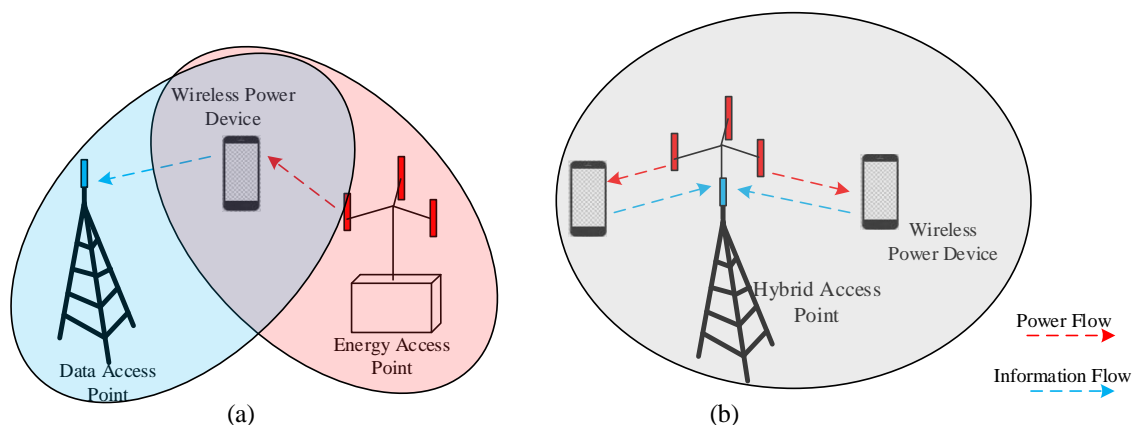 Wireless Power
Device
Data Access
Point
Energy Access
Point
(a)
Wireless
Power Device
Hybrid Access
Point
(b)
Power Flow
Information Flow